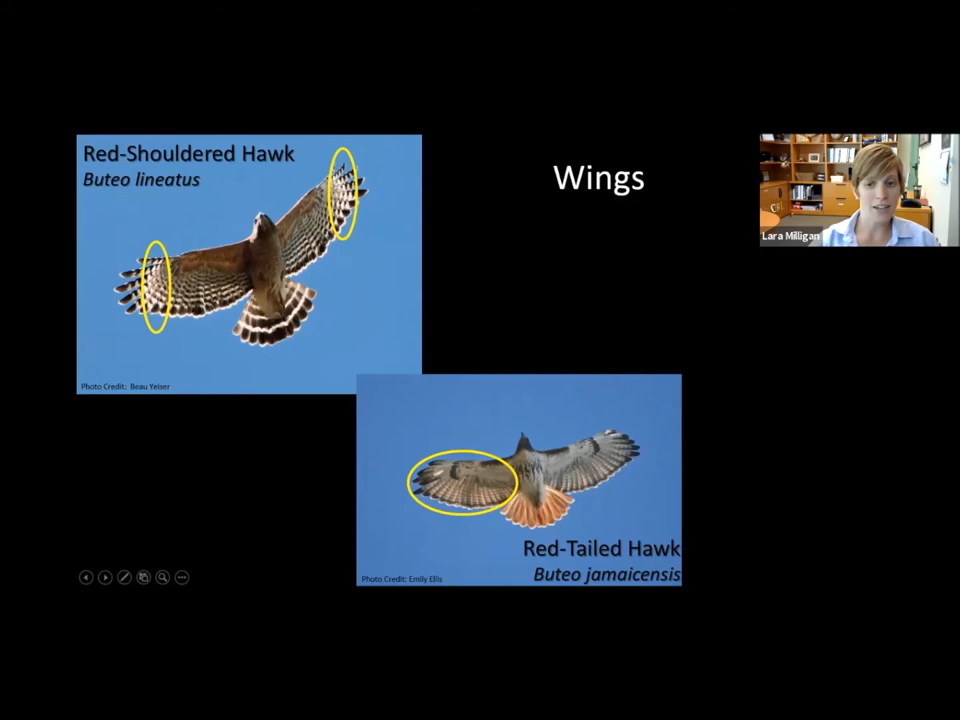 Red-Shouldered Hawk
Buteo lineatus
Photo Credit: Beau Yeiser
Wings
Lara Milligan
Red-Tailed Hawk
Buteo jamaicensis
Photo Credit: Emily Ellis